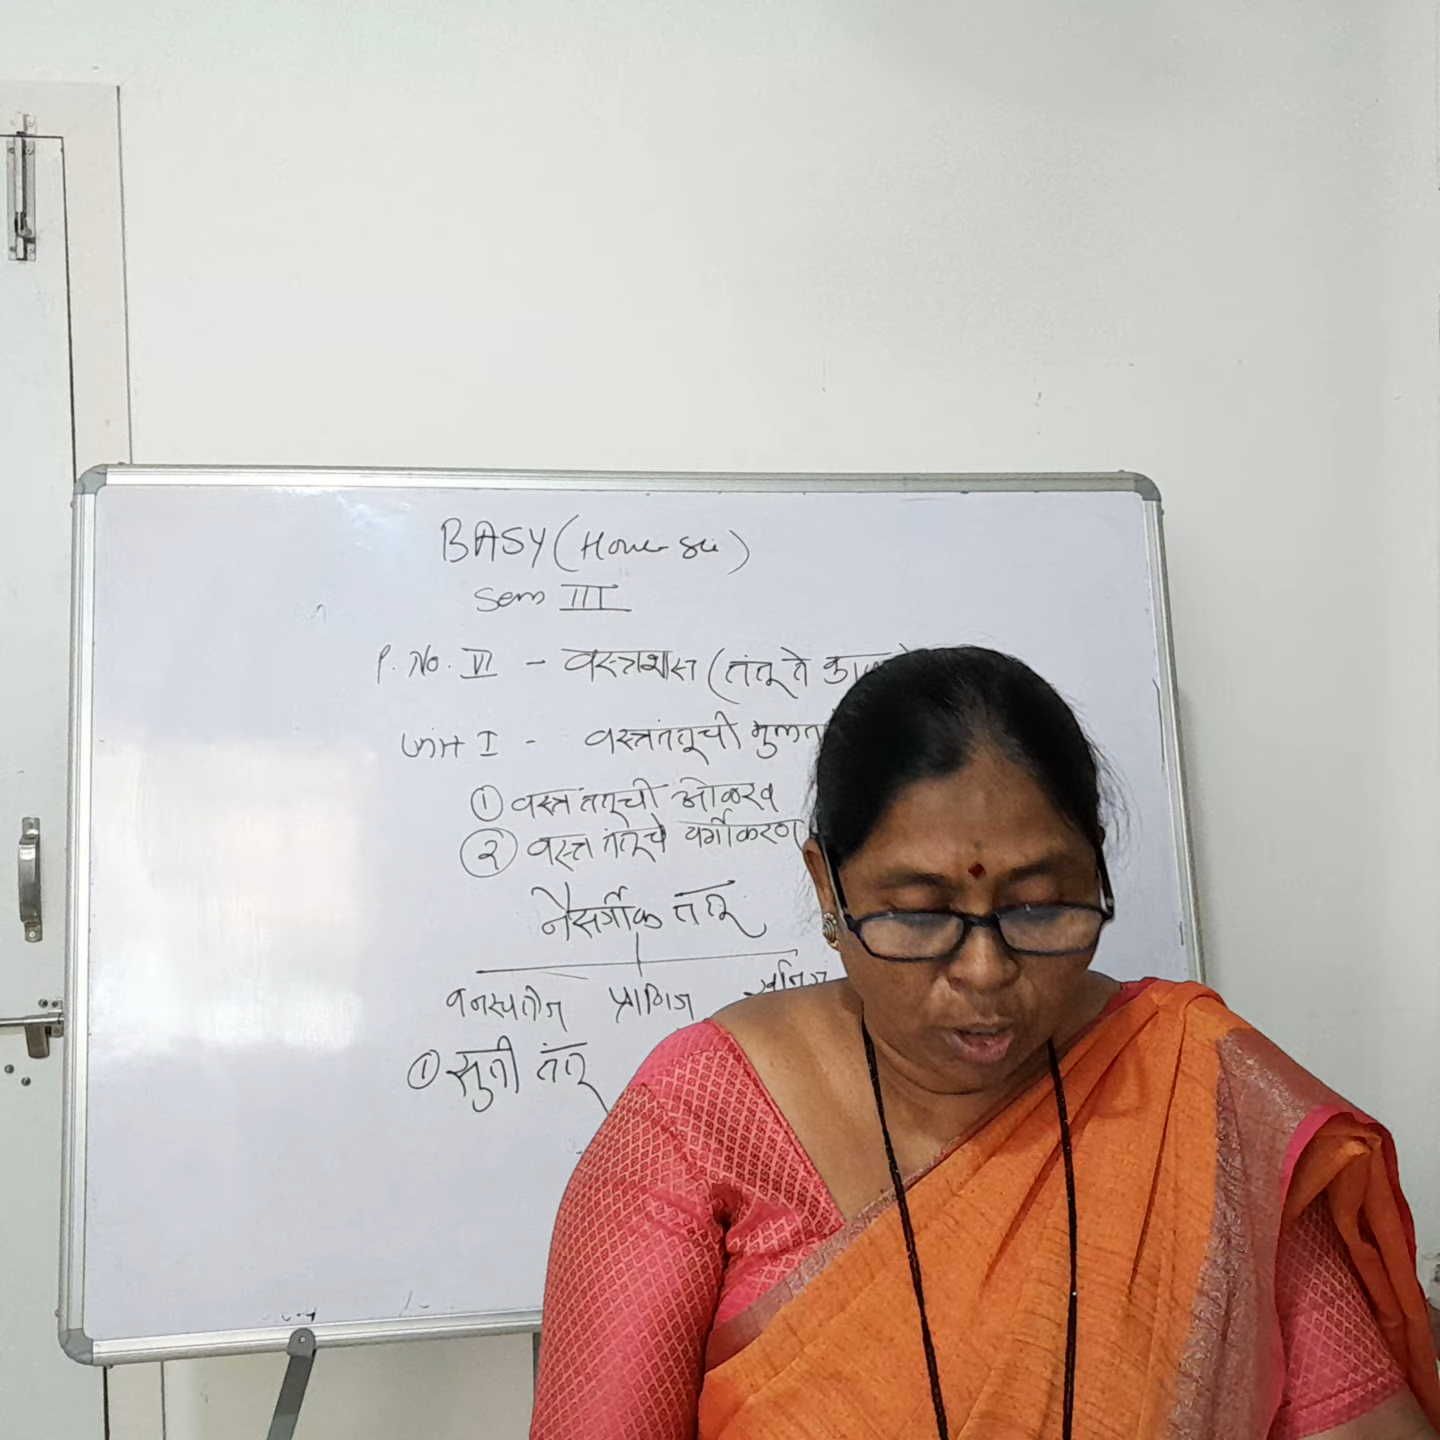 BASY (Home Sci)
Sem III
P. No. VI - वस्त्रशास्त्र (तंतू ते
Unit I - वस्त्रतंतूची
① वस्त्र तंतूची ओळख
② वस्त्र तंतूचे वर्गीकरण
नैसर्गीक तंतू
वनस्पतीज प्राणिज खनिज
① सुती तंतू